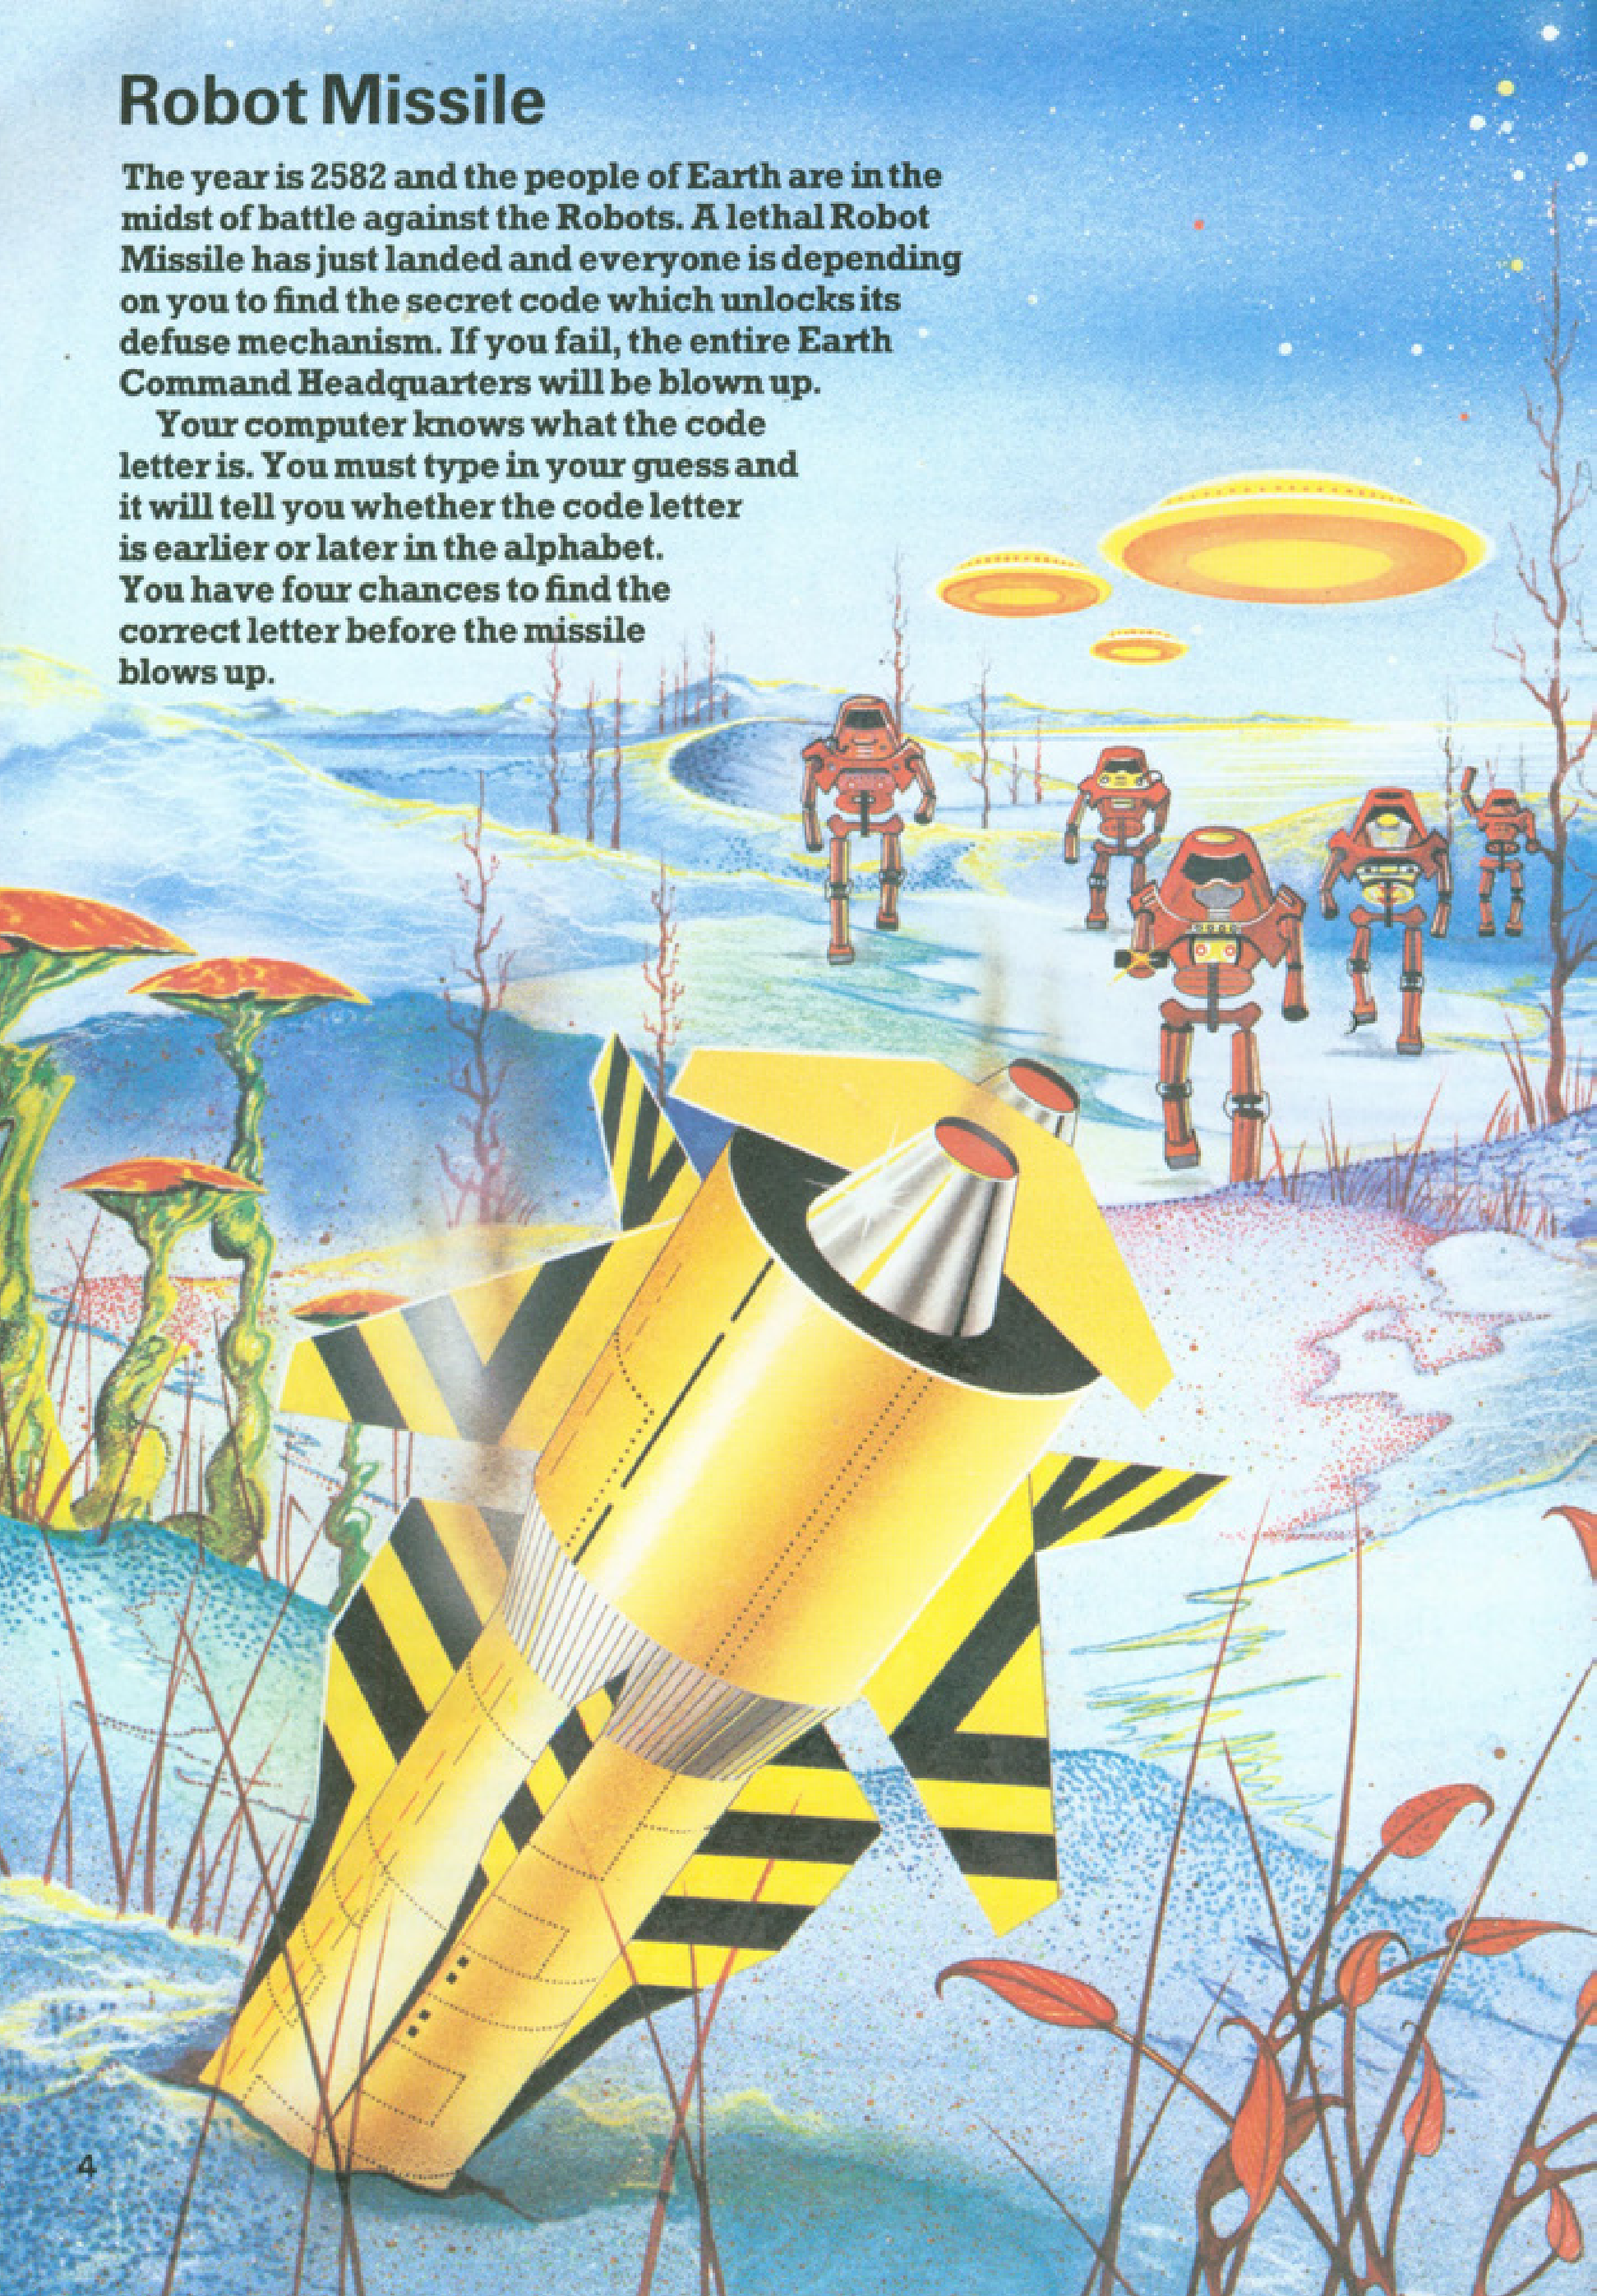 Robot Missile
The year is 2582 and the people of Earth are in the
midst of battle against the Robots. A lethal Robot
Missile has just landed and everyone is depending
on you to find the secret code which unlocks its
defuse mechanism. If you fail, the entire Earth
Command Headquarters will be blown up.
Your computer knows what the code
letter is. You must type in your guess and
it will tell you whether the code letter
is earlier or later in the alphabet.
You have four chances to find the
correct letter before the missile
blows up.
4